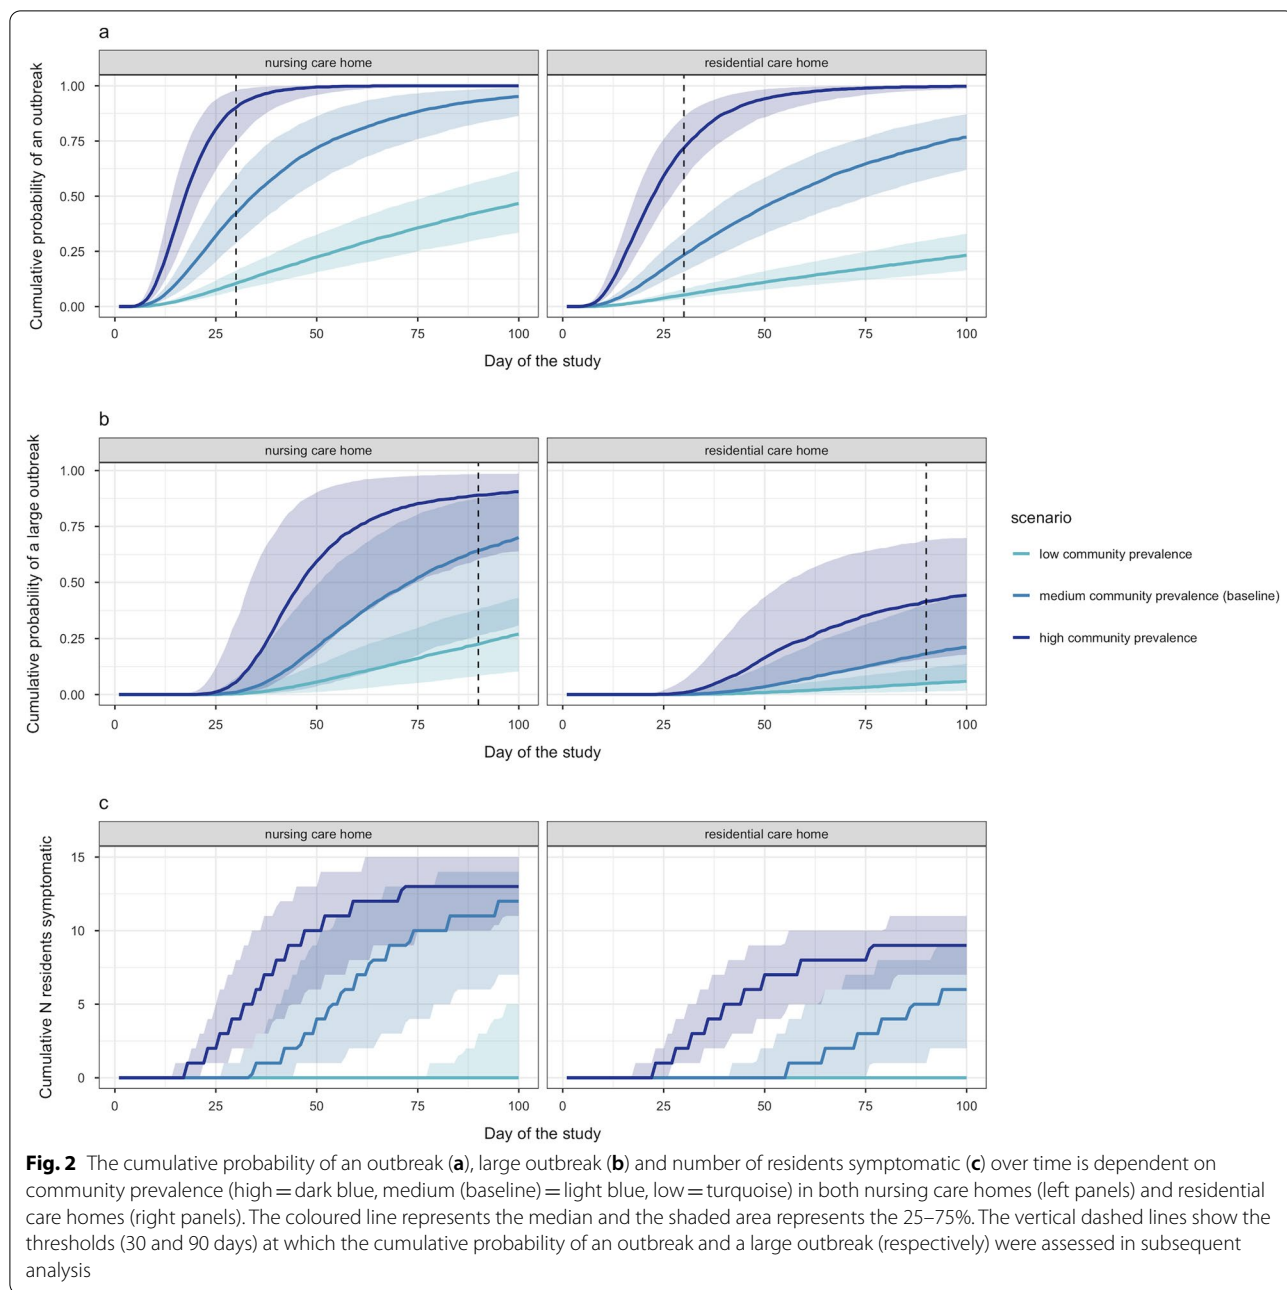 a
nursing care home
residential care home
Cumulative probability of an outbreak
1.00
0.75
0.50
0.25
0.00
0
25
50
75
100
0
25
50
75
100
Day of the study
b
nursing care home
residential care home
Cumulative probability of a large outbreak
1.00
0.75
0.50
0.25
0.00
0
25
50
75
100
0
25
50
75
100
Day of the study
scenario
low community prevalence
medium community prevalence (baseline)
high community prevalence
c
nursing care home
residential care home
Cumulative N residents symptomatic
15
10
5
0
0
25
50
75
100
0
25
50
75
100
Day of the study
Fig. 2 The cumulative probability of an outbreak (a), large outbreak (b) and number of residents symptomatic (c) over time is dependent on
community prevalence (high = dark blue, medium (baseline) = light blue, low = turquoise) in both nursing care homes (left panels) and residential
care homes (right panels). The coloured line represents the median and the shaded area represents the 25–75%. The vertical dashed lines show the
thresholds (30 and 90 days) at which the cumulative probability of an outbreak and a large outbreak (respectively) were assessed in subsequent
analysis